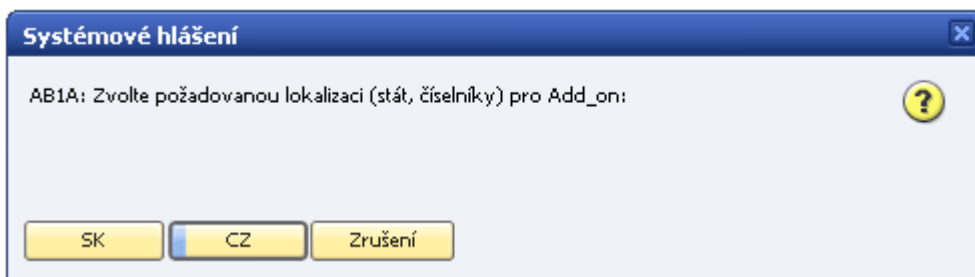 Systémové hlášení
AB1A: Zvolte požadovanou lokalizaci (stát, číselníky) pro Add_on:
?
SK CZ Zrušení